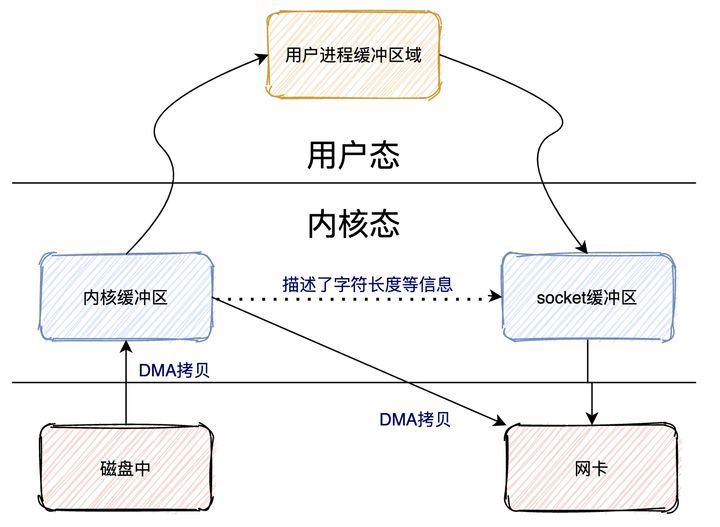 用户进程缓冲区域
用户态
内核态
描述了字符长度等信息
内核缓冲区
socket缓冲区
DMA拷贝
DMA拷贝
磁盘中
网卡